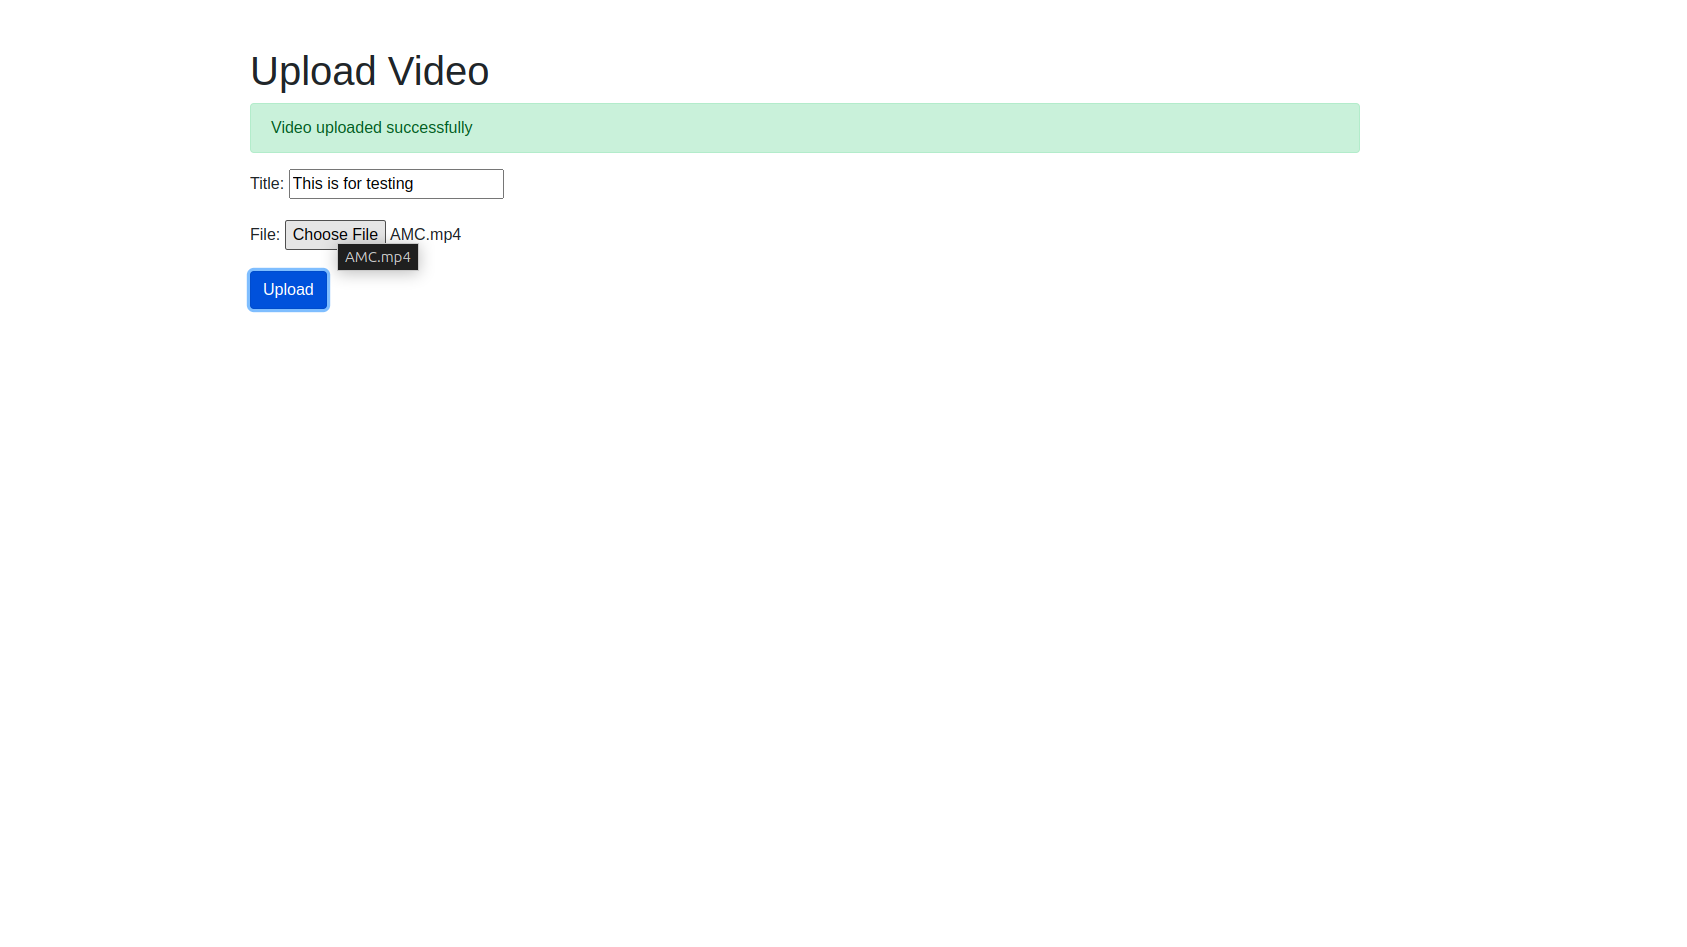 Upload Video
Video uploaded successfully
Title: This is for testing
File: Choose File AMC.mp4
AMC.mp4
Upload